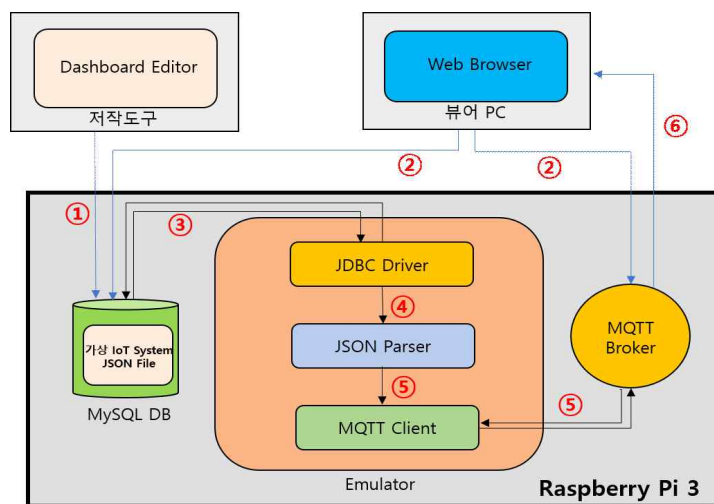 Dashboard Editor
저작도구
Web Browser
뷰어 PC
①
②
②
⑥
③
JDBC Driver
④
JSON Parser
⑤
MQTT Client
Emulator
가상 IoT System
JSON File
MySQL DB
MQTT
Broker
⑤
Raspberry Pi 3